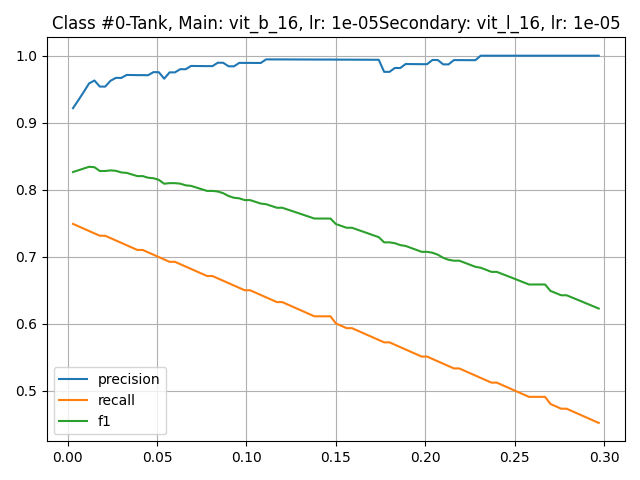 Class #0-Tank, Main: vit_b_16, lr: 1e-05Secondary: vit_l_16, lr: 1e-05
1.0
0.9
0.8
0.7
0.6
0.5
precision
recall
f1
0.00 0.05 0.10 0.15 0.20 0.25 0.30